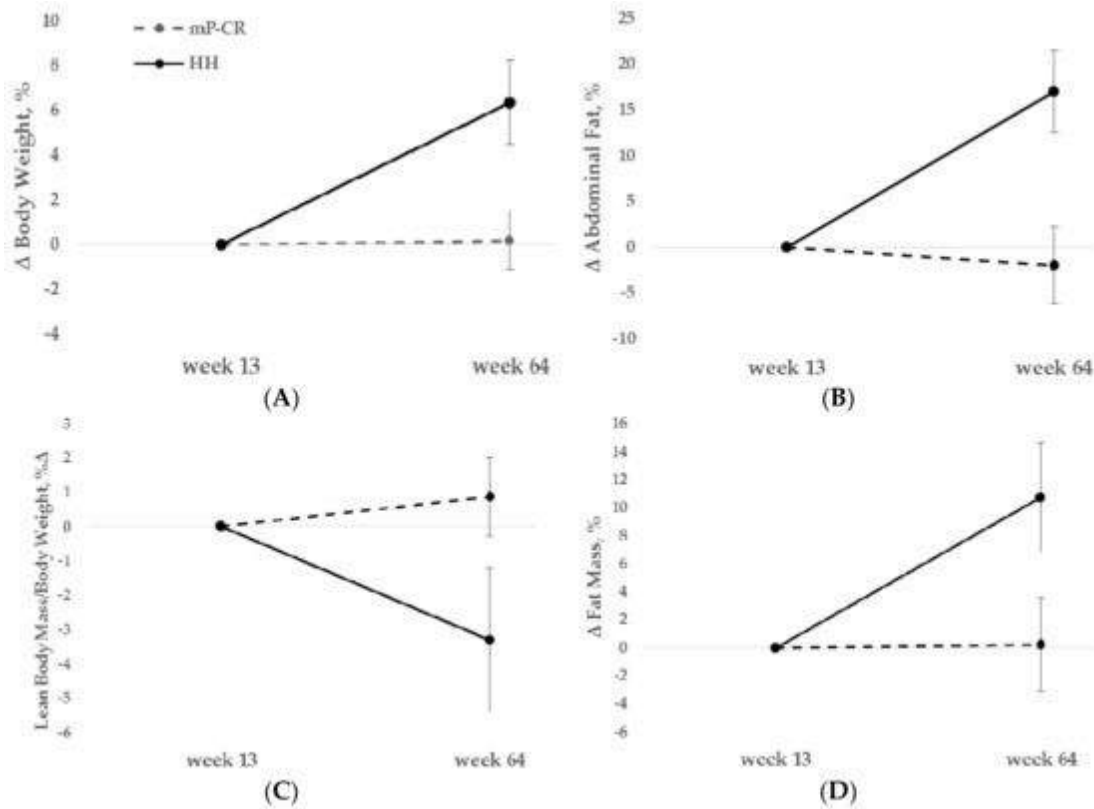 mP-CR
HH
Δ Body Weight, %
10
8
6
4
2
0
-2
-4
week 13 week 64
(A)
Δ Abdominal Fat, %
25
20
15
10
5
0
-5
-10
week 13 week 64
(B)
Lean Body Mass/Body Weight, %Δ
3
2
1
0
-1
-2
-3
-4
-5
-6
week 13 week 64
(C)
Δ Fat Mass, %
16
14
12
10
8
6
4
2
0
-2
-4
-6
week 13 week 64
(D)